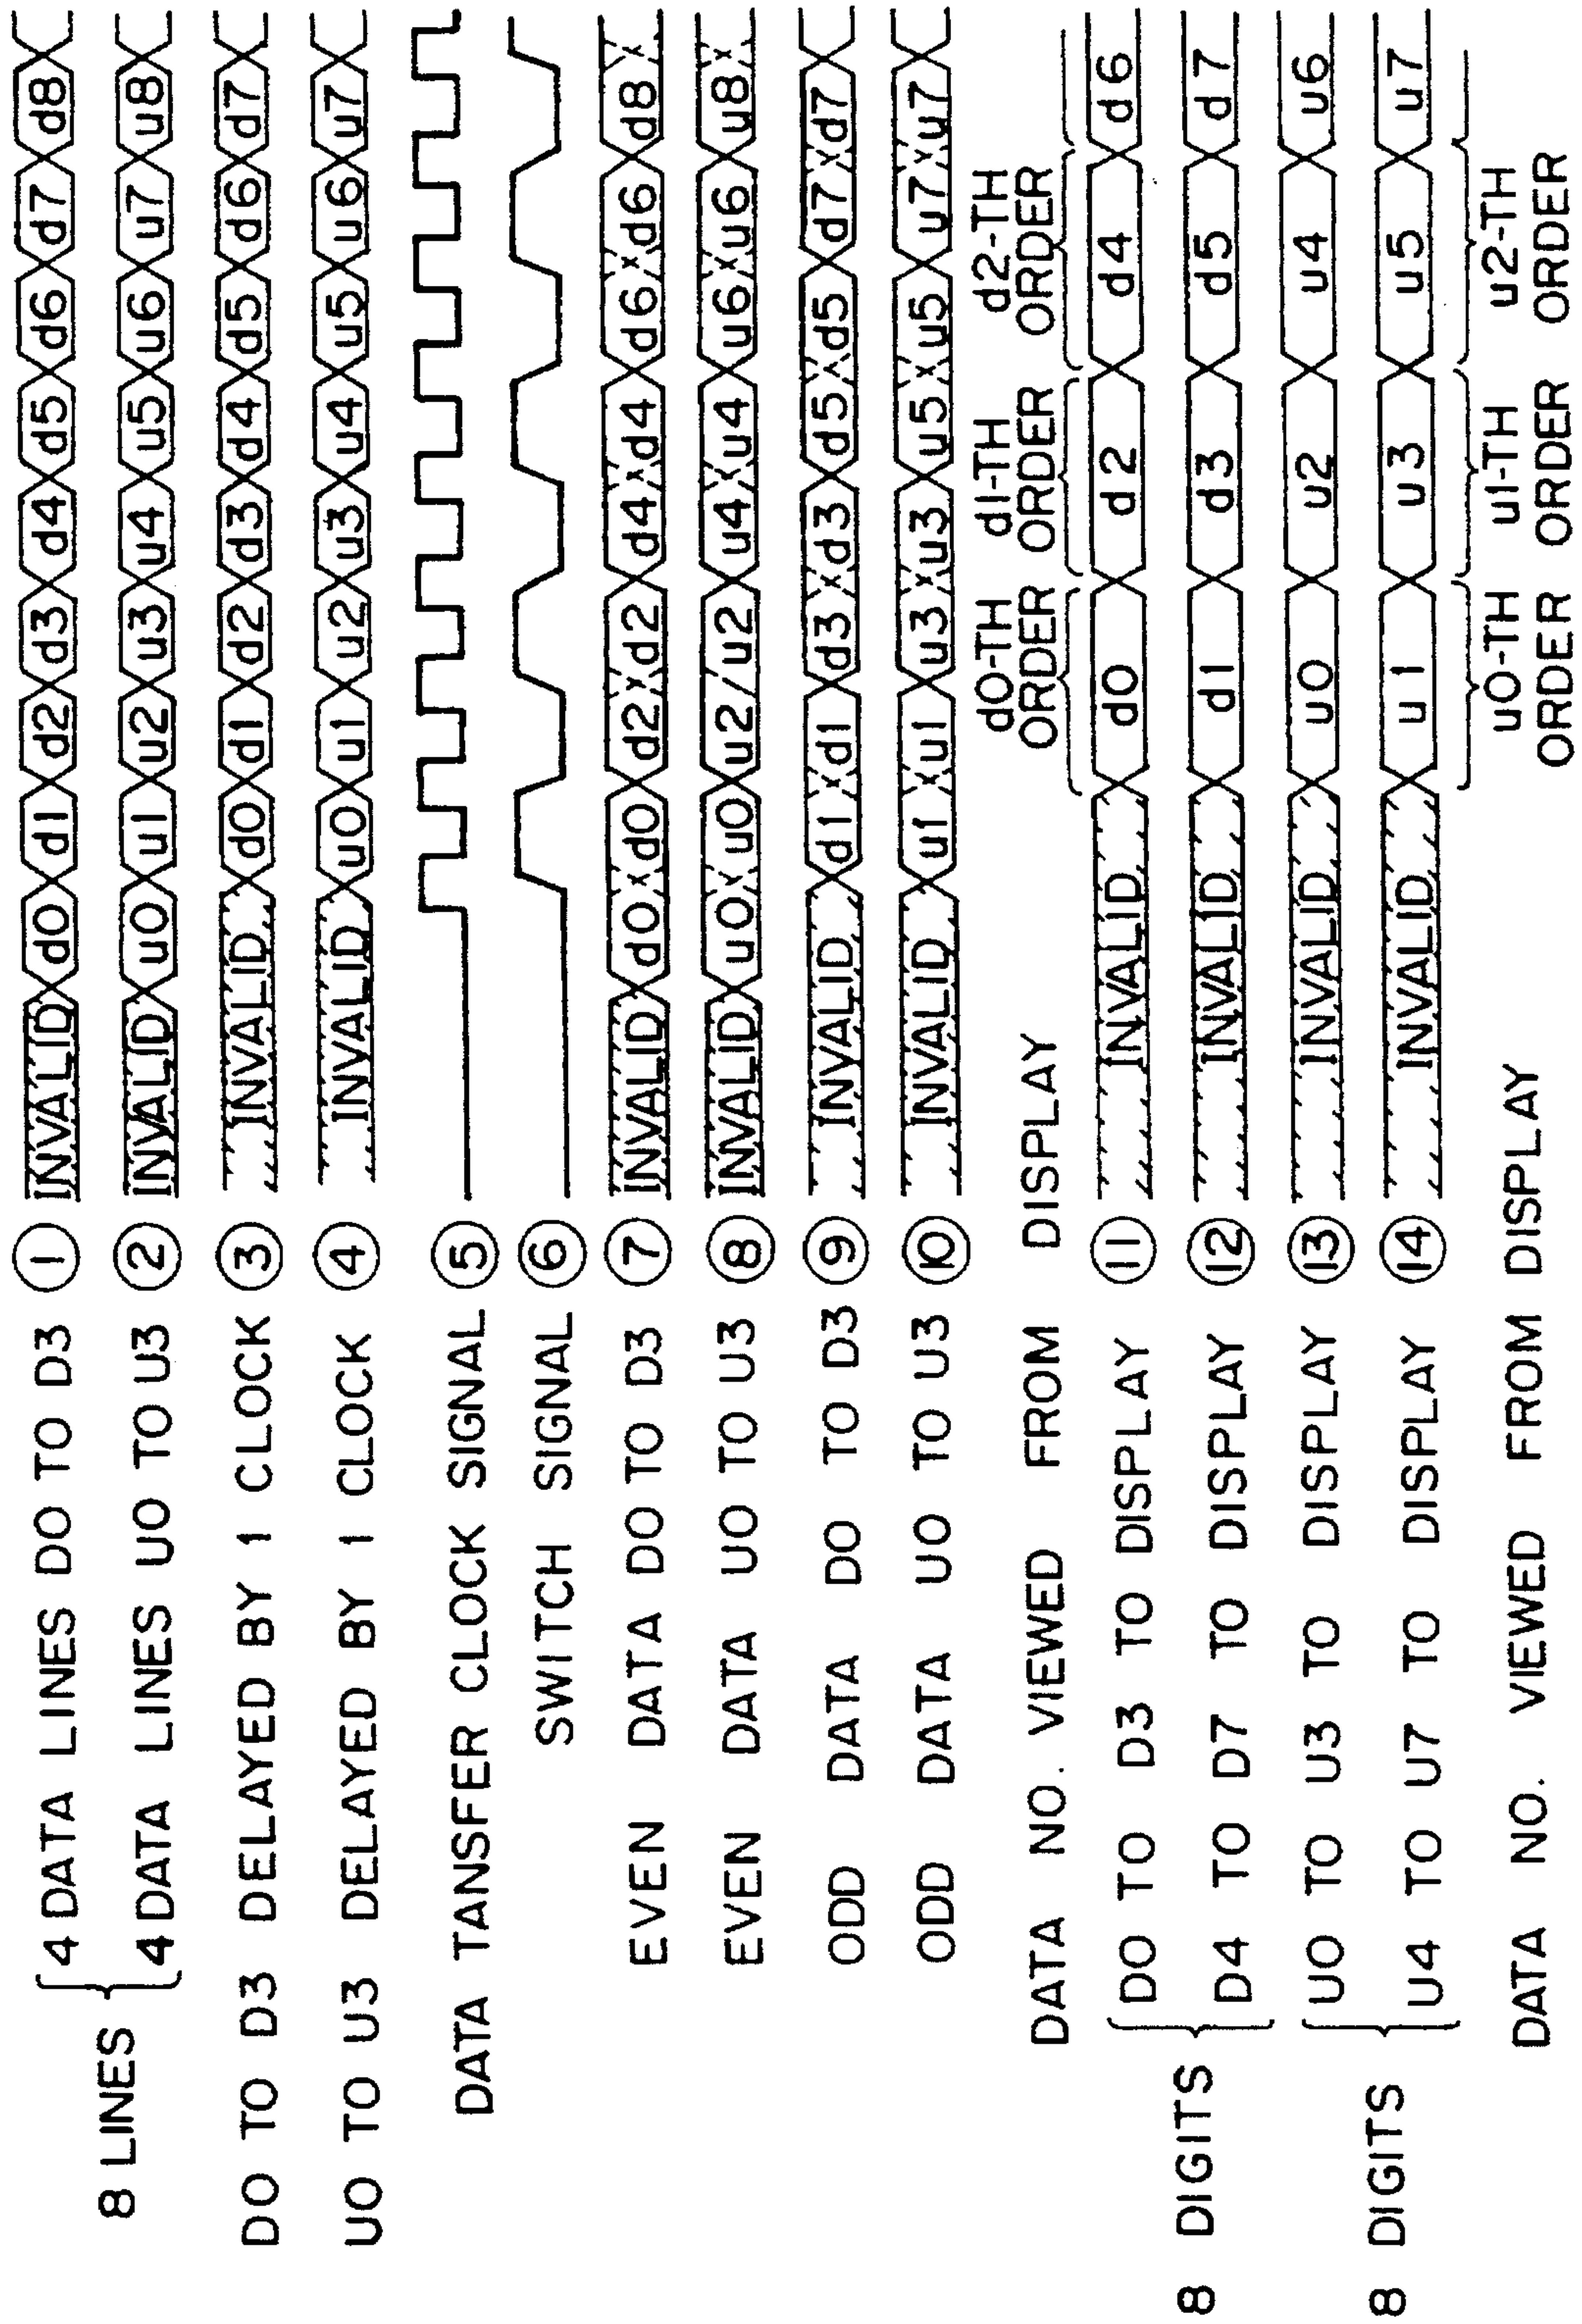 8 LINES
4 DATA LINES D0 TO D3 ① INVALID d0 d1 d2 d3 d4 d5 d6 d7 d8
4 DATA LINES U0 TO U3 ② INVALID u0 u1 u2 u3 u4 u5 u6 u7 u8
D0 TO D3 DELAYED BY 1 CLOCK ③ INVALID d0 d1 d2 d3 d4 d5 d6 d7
U0 TO U3 DELAYED BY 1 CLOCK ④ INVALID u0 u1 u2 u3 u4 u5 u6 u7
DATA TANSFER CLOCK SIGNAL ⑤
SWITCH SIGNAL ⑥
EVEN DATA D0 TO D3 ⑦ INVALID d0 d0 d2 d2 d4 d4 d6 d6 d8
EVEN DATA U0 TO U3 ⑧ INVALID u0 u0 u2 u2 u4 u4 u6 u6 u8
ODD DATA D0 TO D3 ⑨ INVALID d1 d1 d3 d3 d5 d5 d7 d7
ODD DATA U0 TO U3 ⑩ INVALID u1 u1 u3 u3 u5 u5 u7 u7
DATA NO. VIEWED FROM DISPLAY d0-TH ORDER d1-TH ORDER d2-TH ORDER
8 DIGITS
D0 TO D3 TO DISPLAY ⑪ INVALID d0 d2 d4 d6
D4 TO D7 TO DISPLAY ⑫ INVALID d1 d3 d5 d7
8 DIGITS
U0 TO U3 TO DISPLAY ⑬ INVALID u0 u2 u4 u6
U4 TO U7 TO DISPLAY ⑭ INVALID u1 u3 u5 u7
DATA NO. VIEWED FROM DISPLAY u0-TH ORDER u1-TH ORDER u2-TH ORDER